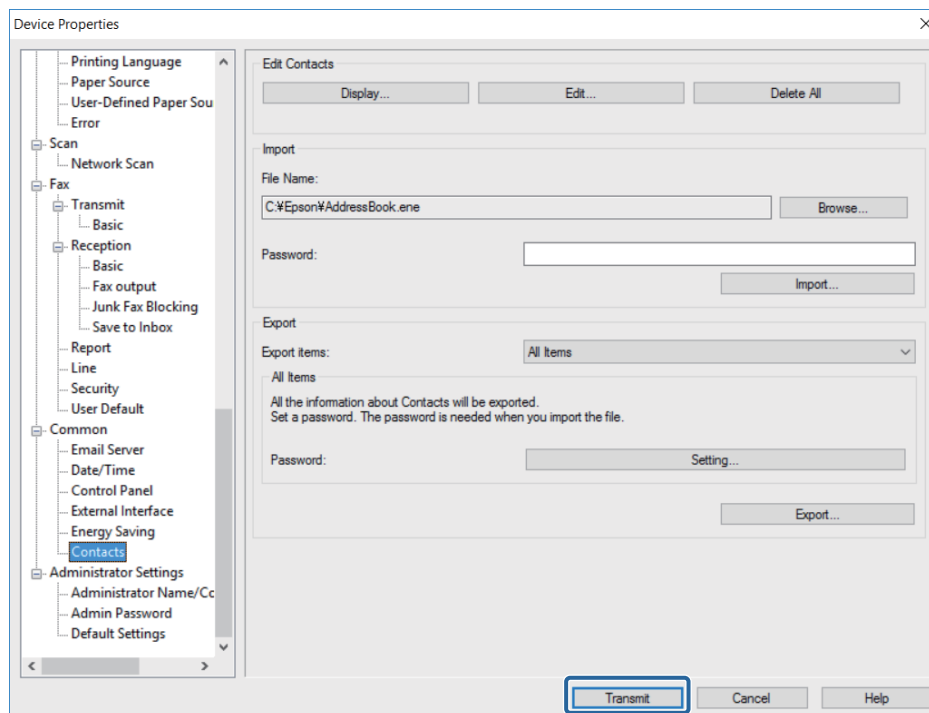 Device Properties
Printing Language
Paper Source
User-Defined Paper Sou
Error
Scan
Network Scan
Fax
Transmit
Basic
Reception
Basic
Fax output
Junk Fax Blocking
Save to Inbox
Report
Line
Security
User Default
Common
Email Server
Date/Time
Control Panel
External Interface
Energy Saving
Contacts
Administrator Settings
Administrator Name/Co
Admin Password
Default Settings
Edit Contacts
Display... Edit... Delete All
Import
File Name:
C:¥Epson¥AddressBook.ene Browse...
Password:
Import...
Export
Export items: All Items
All Items
All the information about Contacts will be exported.
Set a password. The password is needed when you import the file.
Password: Setting...
Export...
Transmit Cancel Help